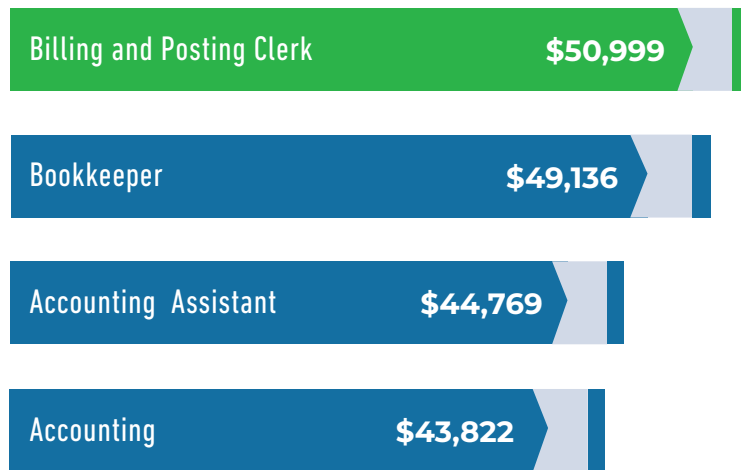 Billing and Posting Clerk $50,999
Bookkeeper $49,136
Accounting Assistant $44,769
Accounting $43,822